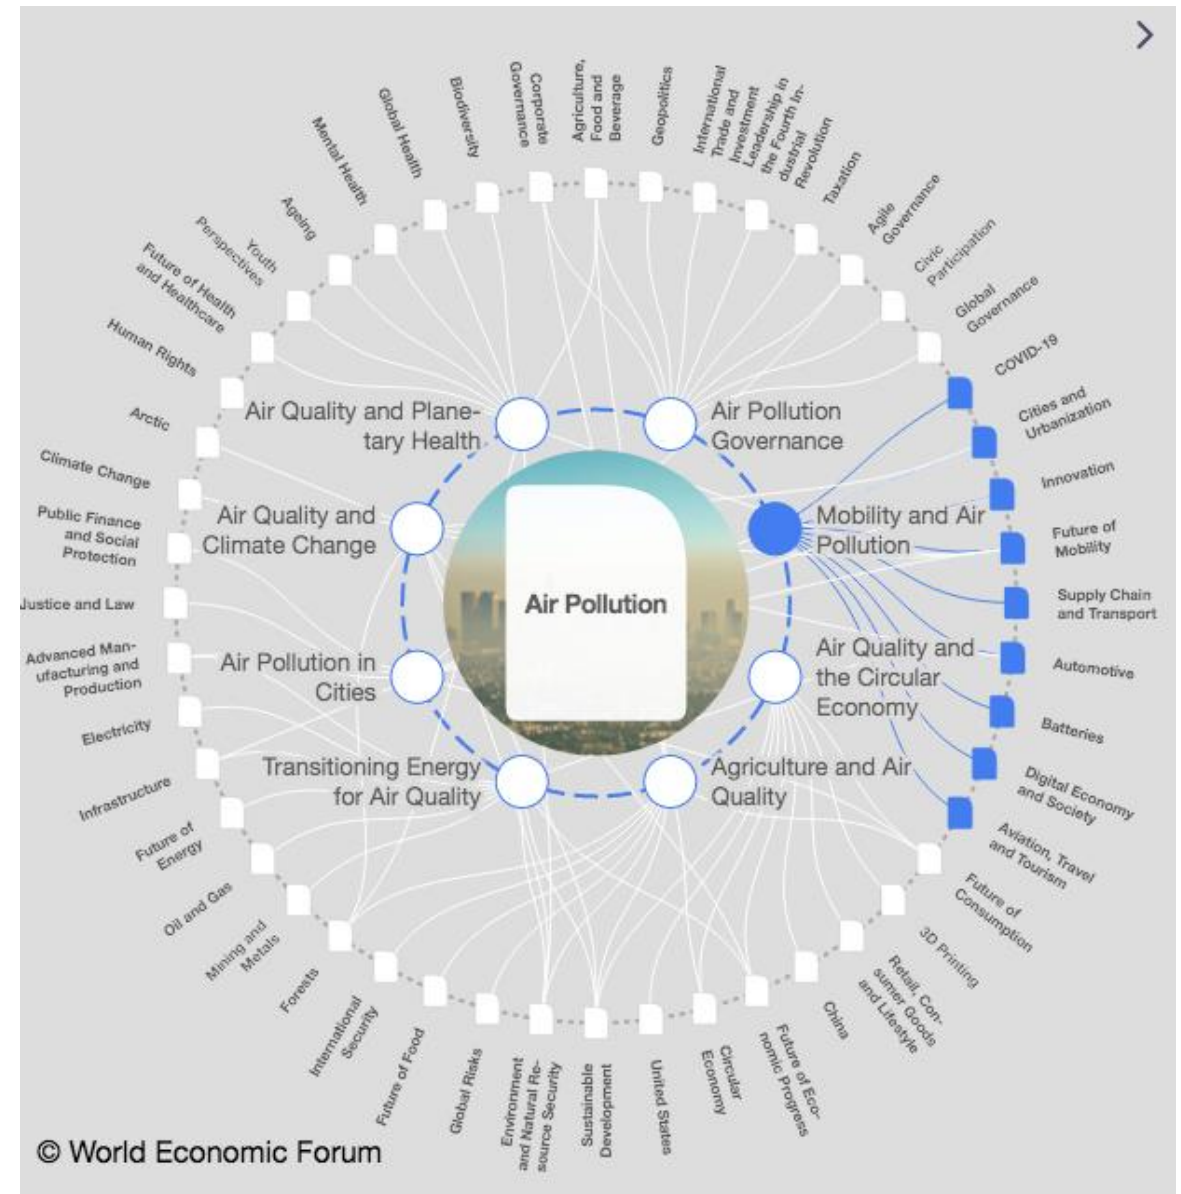 Air Pollution
Air Quality and Plane-
tary Health
Air Pollution
Governance
Mobility and Air
Pollution
Air Quality and
the Circular
Economy
Agriculture and Air
Quality
Transitioning Energy
for Air Quality
Air Pollution in
Cities
Air Quality and
Climate Change
Agriculture,
Food and
Beverage
Geopolitics
International
Trade and
Investment
Leadership in
the Fourth In-
dustrial
Revolution
Taxation
Agile
Governance
Civic
Participation
Global
Governance
COVID-19
Cities and
Urbanization
Innovation
Future of
Mobility
Supply Chain
and Transport
Automotive
Batteries
Digital Economy
and Society
Aviation, Travel
and Tourism
Future of
Consumption
3D Printing
Retail, Con-
sumer Goods
and Lifestyle
China
Future of Eco-
nomic Progress
Circular
Economy
United States
Sustainable
Development
Environment
and Natural Re-
source Security
Global Risks
Future of Food
International
Security
Forests
Mining and
Metals
Oil and Gas
Future of
Energy
Infrastructure
Electricity
Advanced Man-
ufacturing and
Production
Justice and Law
Public Finance
and Social
Protection
Climate Change
Arctic
Human Rights
Future of Health
and Healthcare
Youth
Perspectives
Ageing
Mental Health
Global Health
Biodiversity
Corporate
Governance
© World Economic Forum